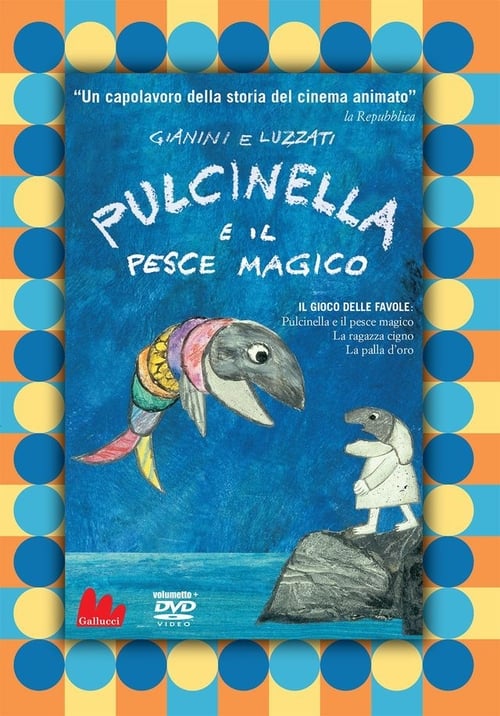 “Un capolavoro della storia del cinema animato”
la Repubblica
GIANINI E LUZZATI
PULCINELLA
E IL
PESCE MAGICO
IL GIOCO DELLE FAVOLE:
Pulcinella e il pesce magico
La ragazza cigno
La palla d’oro
volumetto +
DVD
VIDEO
Gallucci